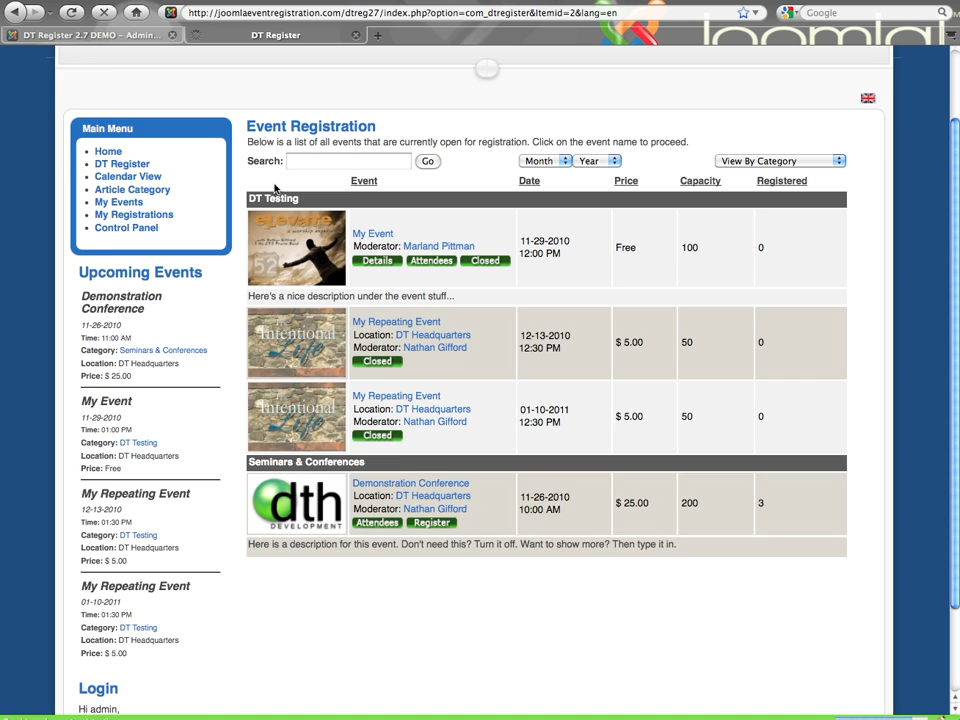 http://joomlaeventregistration.com/dtreg27/index.php?option=com_dtregister&Itemid=2&lang=en
Google
DT Register 2.7 DEMO – Admin...
DT Register
Joomla!
Main Menu
Home
DT Register
Calendar View
Article Category
My Events
My Registrations
Control Panel
Upcoming Events
Demonstration
Conference
11-26-2010
Time: 11:00 AM
Category: Seminars & Conferences
Location: DT Headquarters
Price: $ 25.00
My Event
11-29-2010
Time: 01:00 PM
Category: DT Testing
Location: DT Headquarters
Price: Free
My Repeating Event
12-13-2010
Time: 01:30 PM
Category: DT Testing
Location: DT Headquarters
Price: $ 5.00
My Repeating Event
01-10-2011
Time: 01:30 PM
Category: DT Testing
Location: DT Headquarters
Price: $ 5.00
Login
Hi admin,
Event Registration
Below is a list of all events that are currently open for registration. Click on the event name to proceed.
Search: Go Month Year View By Category
Event Date Price Capacity Registered
DT Testing
elevate
52
My Event
Moderator: Marland Pittman
Details Attendees Closed
11-29-2010
12:00 PM
Free 100 0
Here's a nice description under the event stuff...
The Intentional
Life
My Repeating Event
Location: DT Headquarters
Moderator: Nathan Gifford
Closed
12-13-2010
12:30 PM
$ 5.00 50 0
The Intentional
Life
My Repeating Event
Location: DT Headquarters
Moderator: Nathan Gifford
Closed
01-10-2011
12:30 PM
$ 5.00 50 0
Seminars & Conferences
dth
DEVELOPMENT
Demonstration Conference
Location: DT Headquarters
Moderator: Nathan Gifford
Attendees Register
11-26-2010
10:00 AM
$ 25.00 200 3
Here is a description for this event. Don't need this? Turn it off. Want to show more? Then type it in.